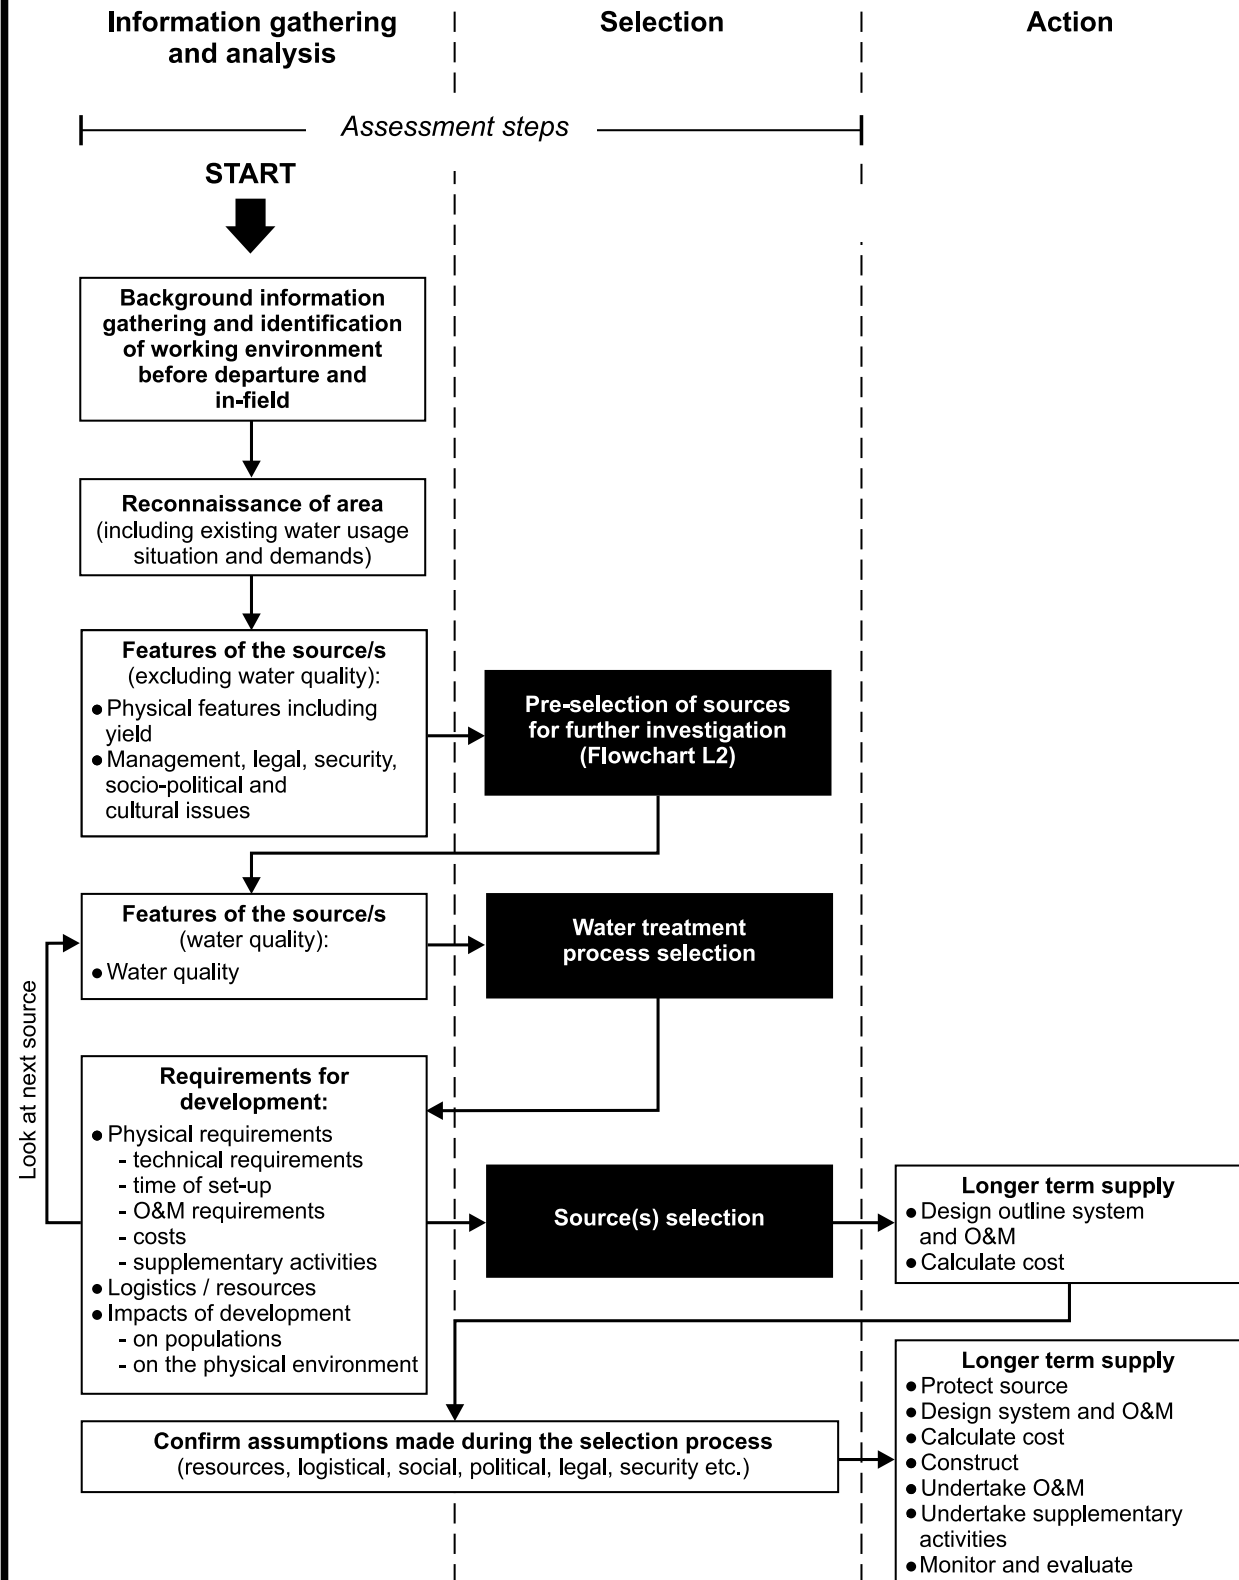 Information gathering
and analysis
Selection
Action
Assessment steps
START
Background information
gathering and identification
of working environment
before departure and
in-field
Reconnaissance of area
(including existing water usage
situation and demands)
Features of the source/s
(excluding water quality):
● Physical features including
yield
● Management, legal, security,
socio-political and
cultural issues
Pre-selection of sources
for further investigation
(Flowchart L2)
Features of the source/s
(water quality):
● Water quality
Water treatment
process selection
Look at next source
Requirements for
development:
● Physical requirements
- technical requirements
- time of set-up
- O&M requirements
- costs
- supplementary activities
● Logistics / resources
● Impacts of development
- on populations
- on the physical environment
Source(s) selection
Longer term supply
● Design outline system
and O&M
● Calculate cost
Confirm assumptions made during the selection process
(resources, logistical, social, political, legal, security etc.)
Longer term supply
● Protect source
● Design system and O&M
● Calculate cost
● Construct
● Undertake O&M
● Undertake supplementary
activities
● Monitor and evaluate